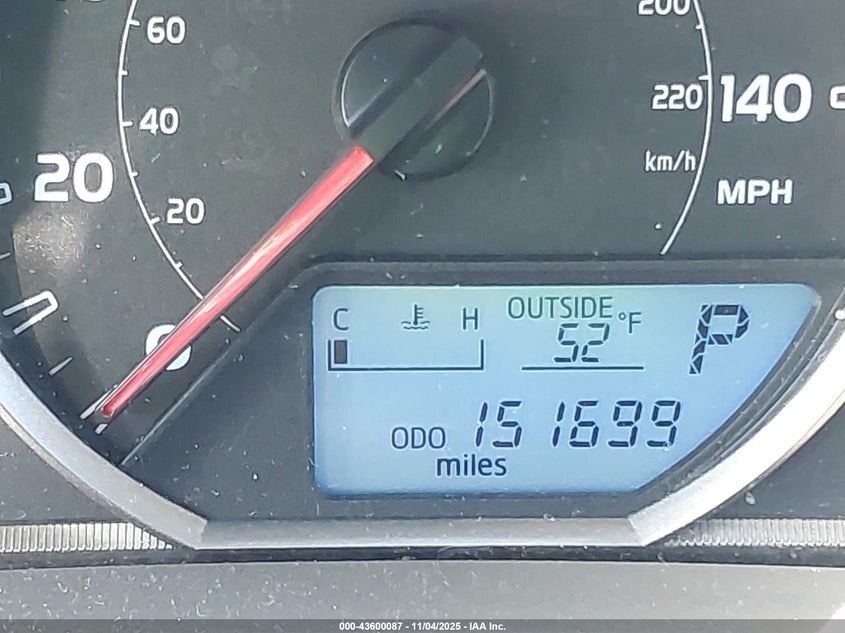 60
200
220
140
40
20
km/h
20
MPH
0
C H
OUTSIDE
52 °F
P
ODO 151699
miles
000-43600087 - 11/04/2025 - IAA Inc.